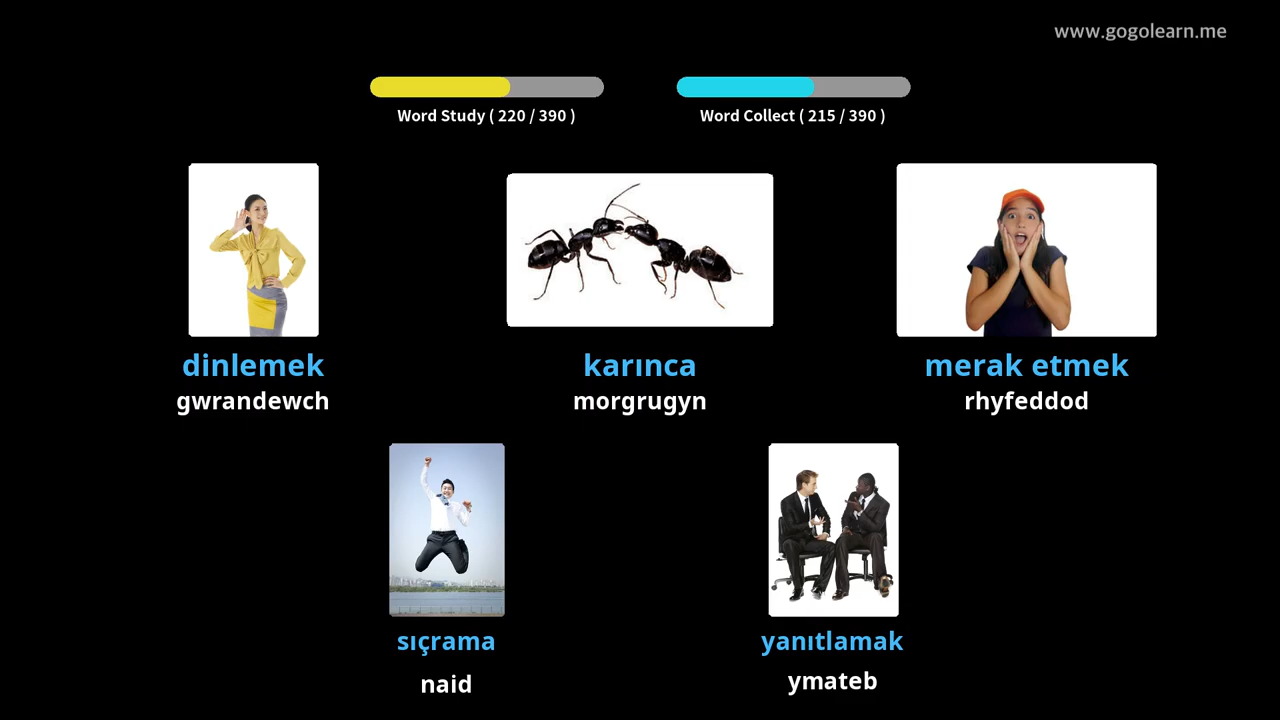 www.gogolearn.me
Word Study ( 220 / 390 )
Word Collect ( 215 / 390 )
dinlemek
gwrandewch
karınca
morgrugyn
merak etmek
rhyfeddod
sıçrama
naid
yanıtlamak
ymateb